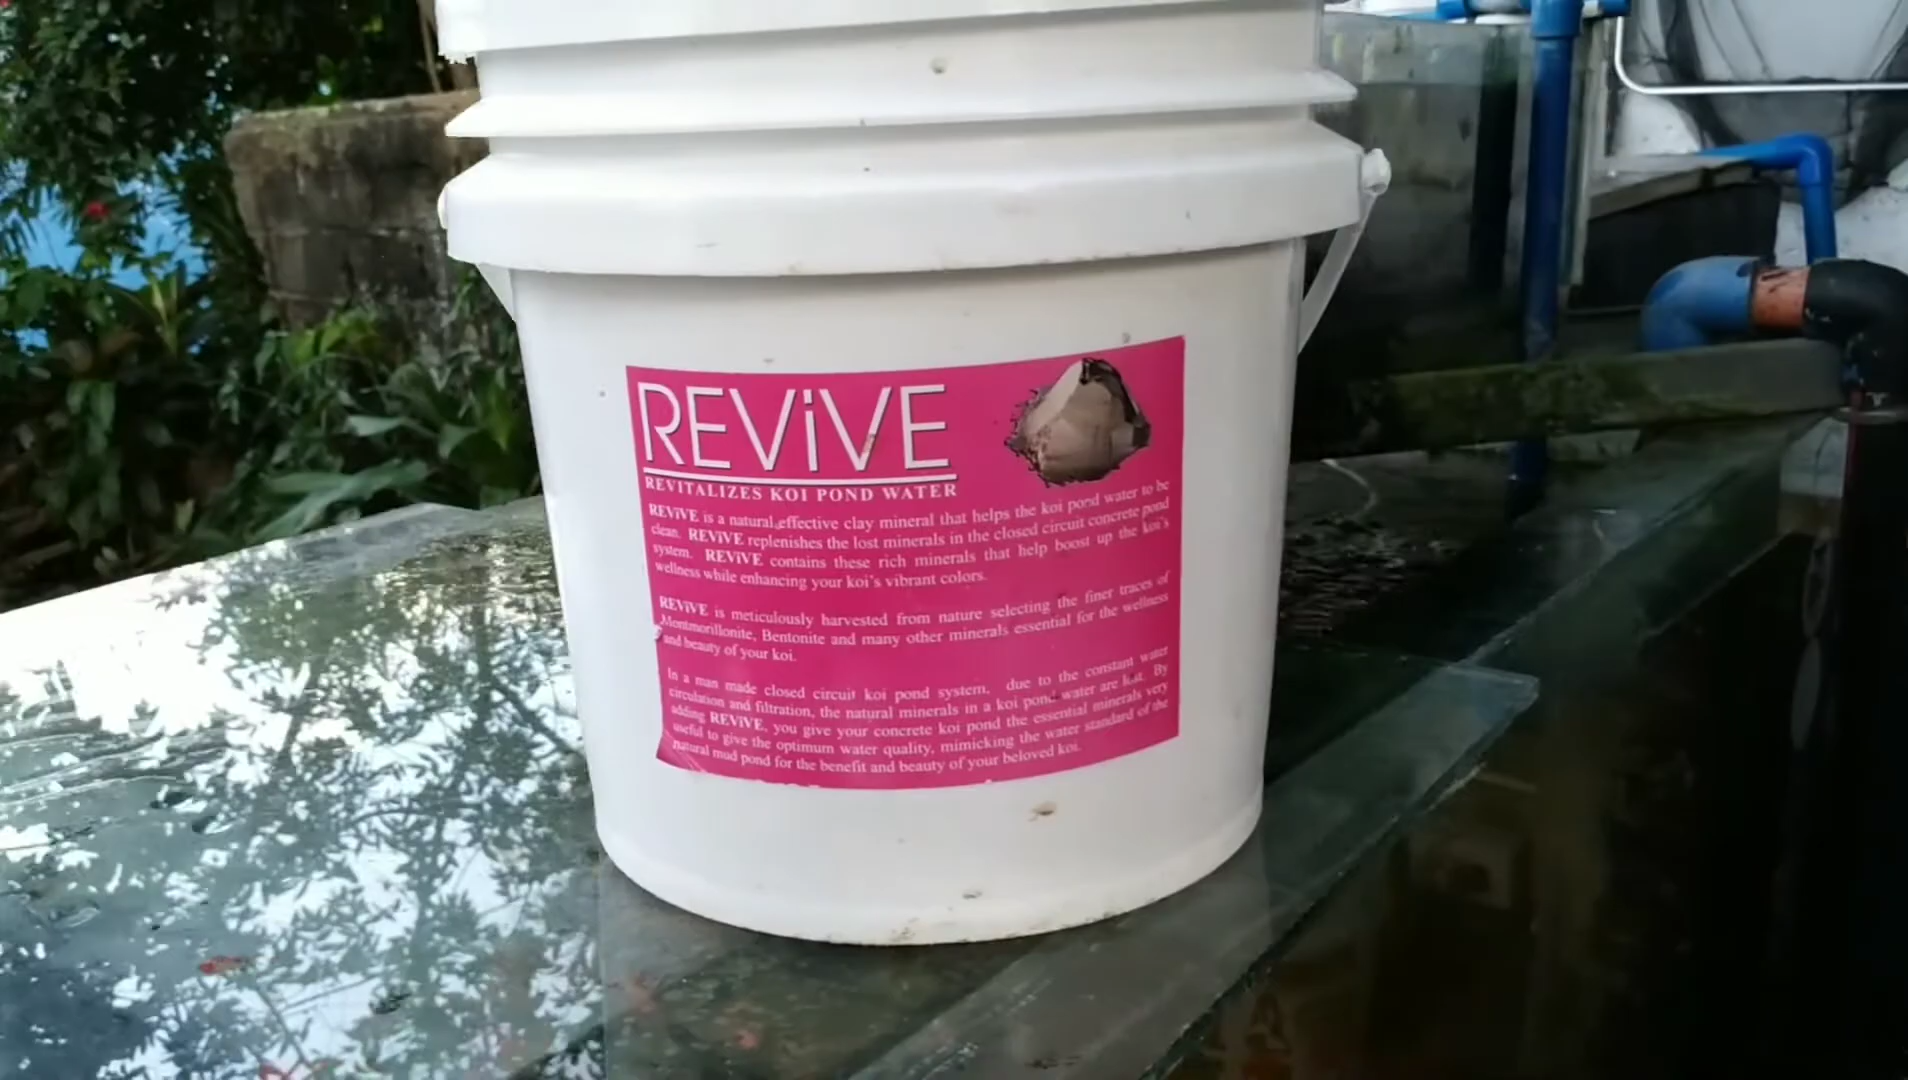 REViVE
REVITALIZES KOI POND WATER
REViVE is a natural,effective clay mineral that helps the koi pond water to be
clean. REViVE replenishes the lost minerals in the closed circuit concrete pond
system. REViVE contains these rich minerals that help boost up the koi's
wellness while enhancing your koi's vibrant colors.
REViVE is meticulously harvested from nature selecting the finer traces of
Montmorillonite, Bentonite and many other minerals essential for the wellness
and beauty of your koi.
In a man made closed circuit koi pond system, due to the constant water
circulation and filtration, the natural minerals in a koi pond water are lost. By
adding REViVE, you give your concrete koi pond the essential minerals very
useful to give the optimum water quality, mimicking the water standard of the
natural mud pond for the benefit and beauty of your beloved koi.